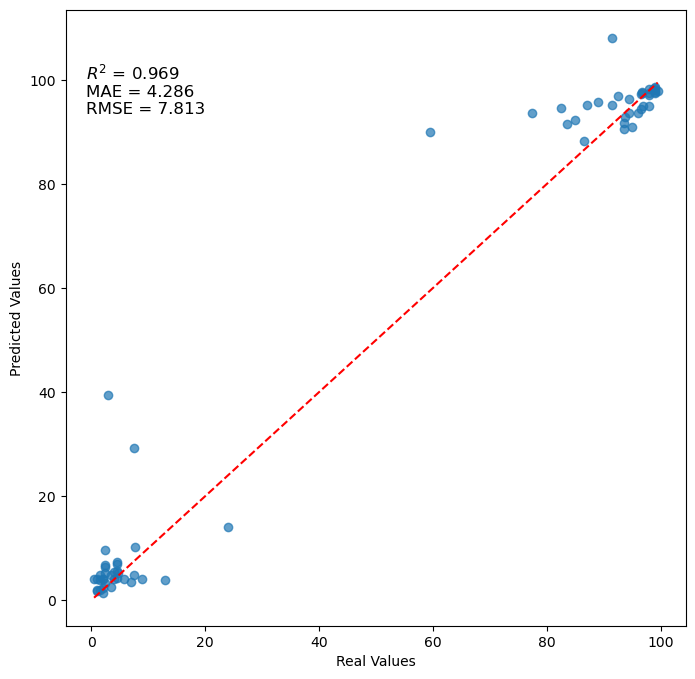 R² = 0.969
MAE = 4.286
RMSE = 7.813
Predicted Values
100
80
60
40
20
0
0 20 40 60 80 100
Real Values